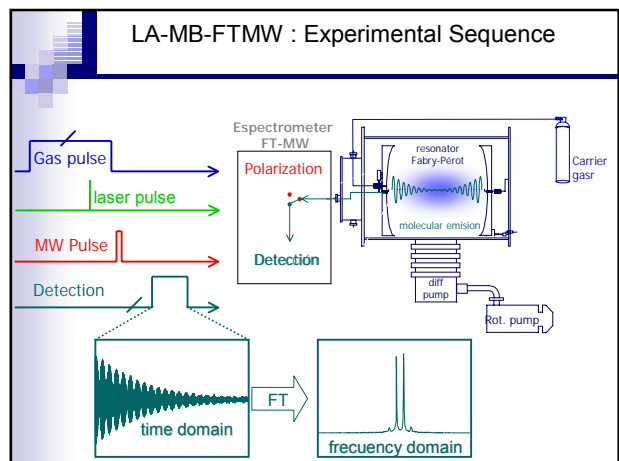 LA-MB-FTMW : Experimental Sequence
Gas pulse
laser pulse
MW Pulse
Detection
Espectrometer
FT-MW
Polarization
Detection
resonator
Fabry-Pérot
molecular emision
Carrier
gasr
diff
pump
Rot. pump
time domain
FT
frecuency domain